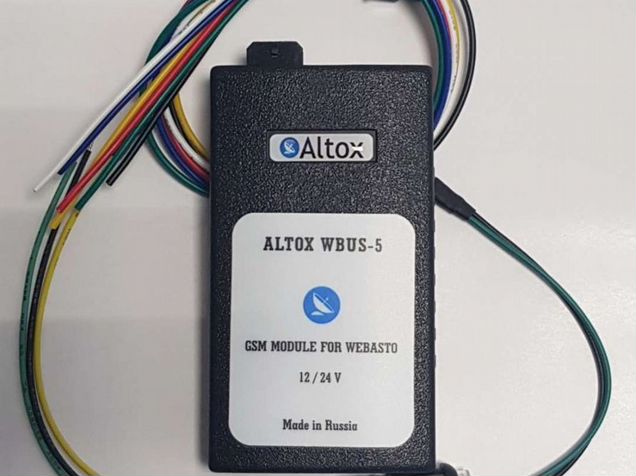 Altox
ALTOX WBUS-5
GSM MODULE FOR WEBASTO
12 / 24 V
Made in Russia